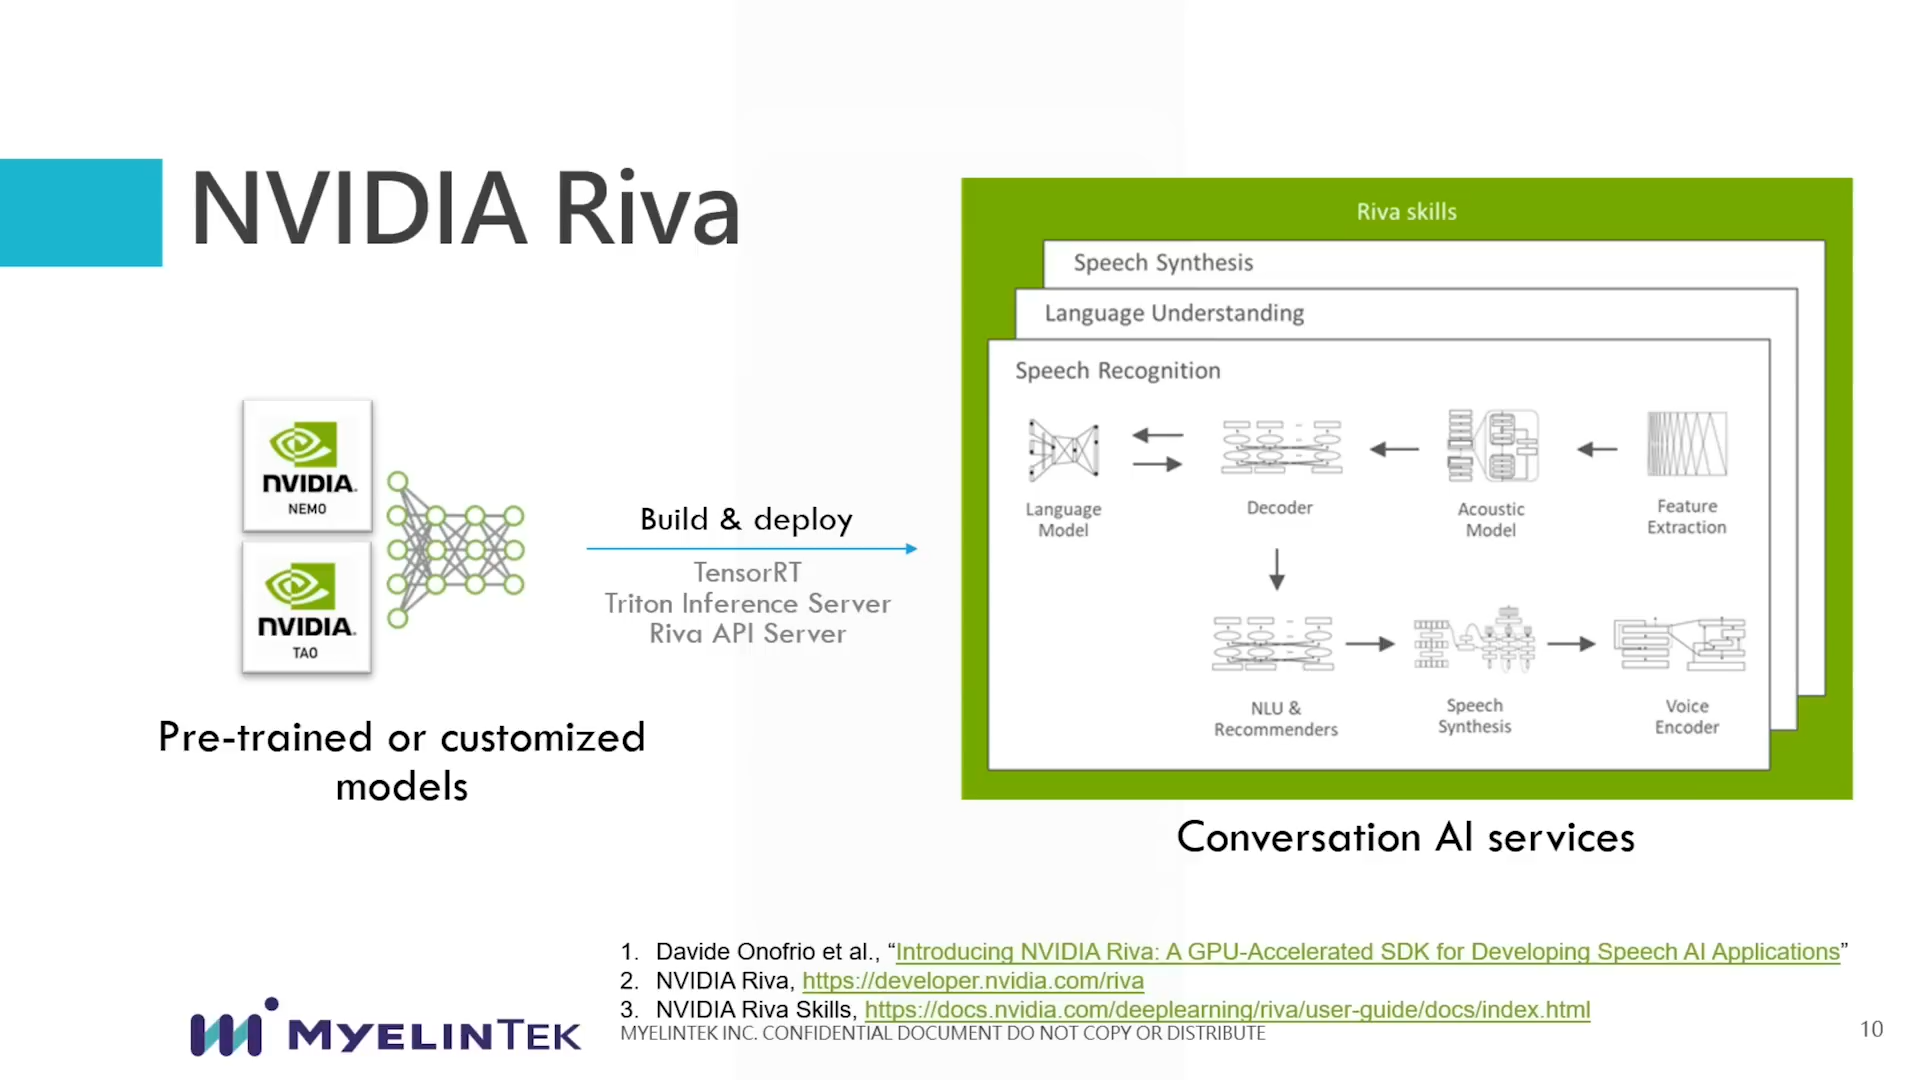 NVIDIA Riva
NVIDIA.
NEMO
NVIDIA.
TAO
Pre-trained or customized
models
Build & deploy
TensorRT
Triton Inference Server
Riva API Server
Riva skills
Speech Synthesis
Language Understanding
Speech Recognition
Language
Model
Decoder
Acoustic
Model
Feature
Extraction
NLU &
Recommenders
Speech
Synthesis
Voice
Encoder
Conversation AI services
1. Davide Onofrio et al., “Introducing NVIDIA Riva: A GPU-Accelerated SDK for Developing Speech AI Applications”
2. NVIDIA Riva, https://developer.nvidia.com/riva
3. NVIDIA Riva Skills, https://docs.nvidia.com/deeplearning/riva/user-guide/docs/index.html
MYELINTEK
MYELINTEK INC. CONFIDENTIAL DOCUMENT DO NOT COPY OR DISTRIBUTE
10